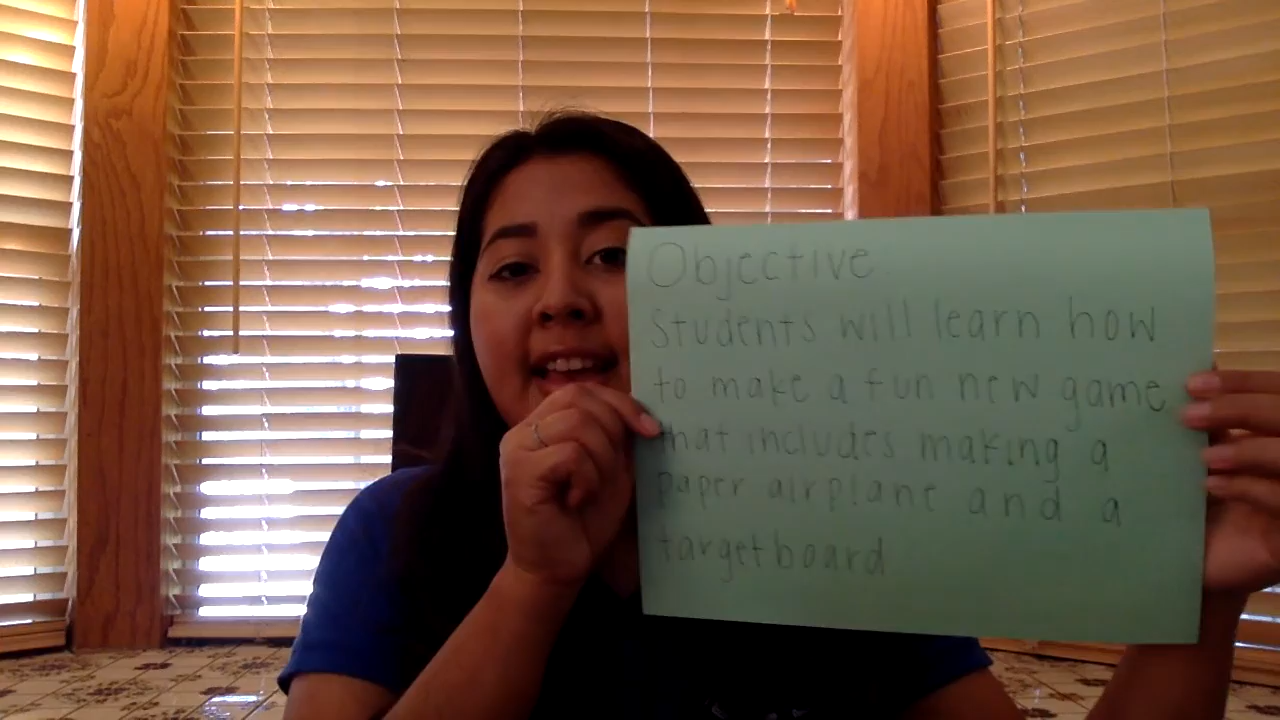 Objective
Students will learn how
to make a fun new game
that includes making a
paper airplane and a
targetboard